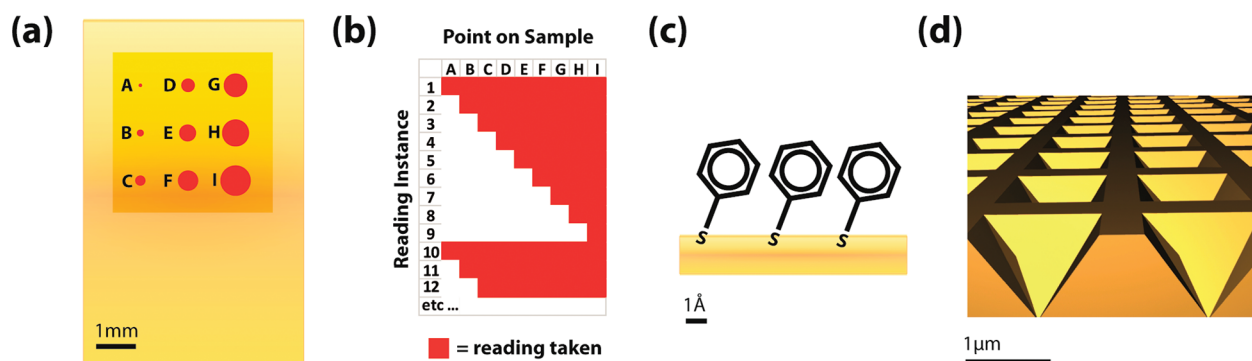 (a)
A D G
B E H
C F I
1mm
(b)
Point on Sample
A B C D E F G H I
Reading Instance
1
2
3
4
5
6
7
8
9
10
11
12
etc ...
= reading taken
(c)
S S S
1Å
(d)
1µm